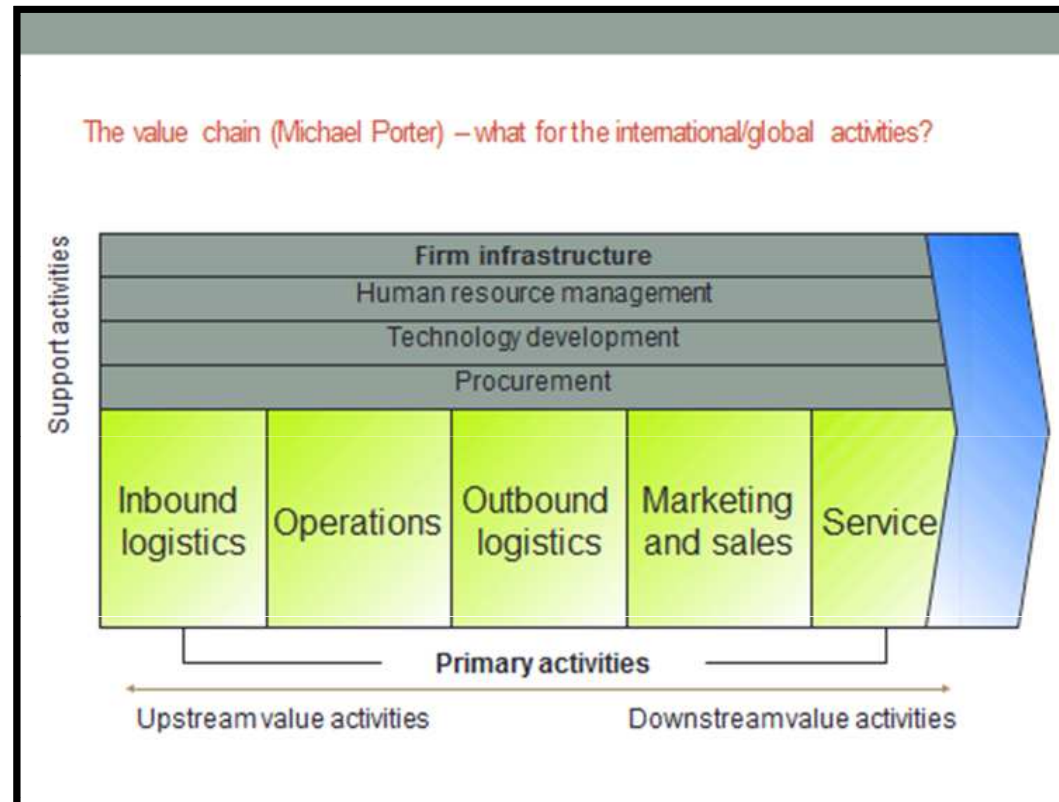 The value chain (Michael Porter) – what for the international/global activities?
Support activities
Firm infrastructure
Human resource management
Technology development
Procurement
Inbound
logistics
Operations
Outbound
logistics
Marketing
and sales
Service
Primary activities
Upstream value activities
Downstream value activities